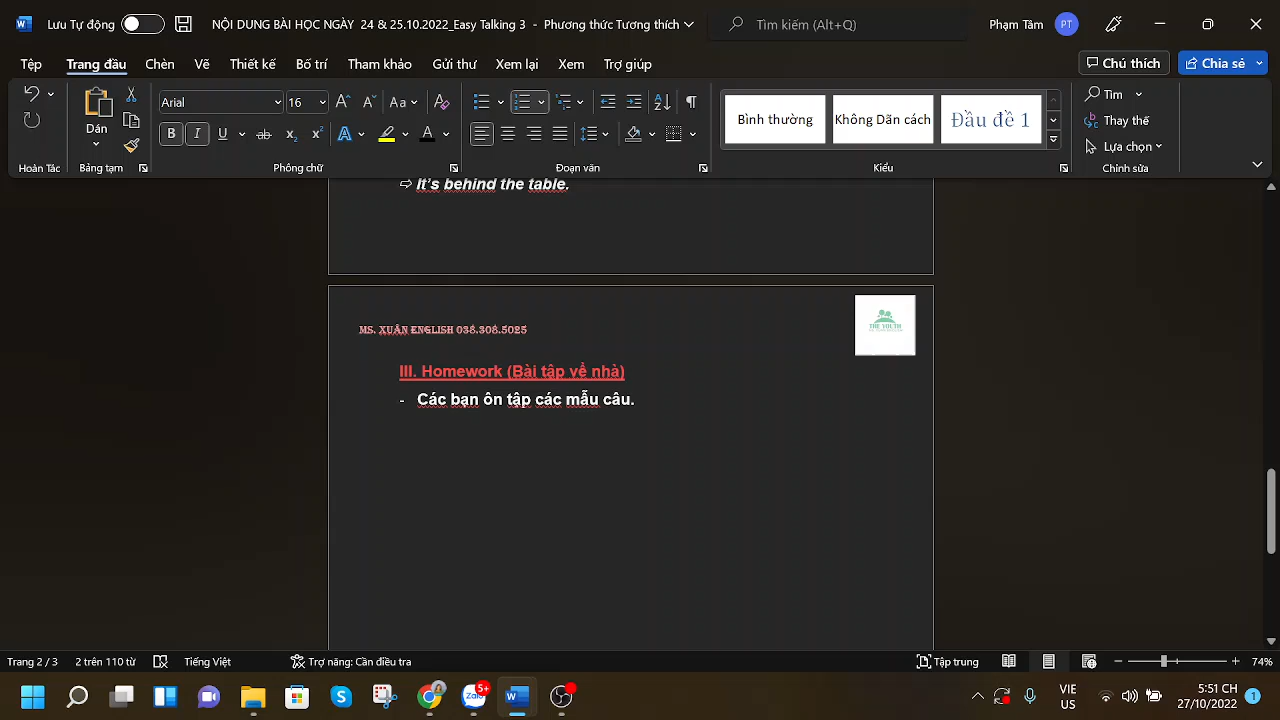 Lưu Tự động
NỘI DUNG BÀI HỌC NGÀY 24 & 25.10.2022_Easy Talking 3 - Phương thức Tương thích
Tìm kiếm (Alt+Q)
Phạm Tâm
PT
Tệp Trang đầu Chèn Vẽ Thiết kế Bố trí Tham khảo Gửi thư Xem lại Xem Trợ giúp
Chú thích
Chia sẻ
Dán
Arial
16
Bình thường
Không Dãn cách
Đầu đề 1
Tìm
Thay thế
Lựa chọn
Hoàn Tác
Bảng tạm
Phông chữ
Đoạn văn
Kiểu
Chỉnh sửa
⇨ It's behind the table.
MS. XUÂN ENGLISH 038.308.5025
THE YOUTH
III. Homework (Bài tập về nhà)
- Các bạn ôn tập các mẫu câu.
Trang 2 / 3
2 trên 110 từ
Tiếng Việt
Trợ năng: Cần điều tra
Tập trung
74%
Zalo
5+
VIE
US
5:51 CH
27/10/2022
1